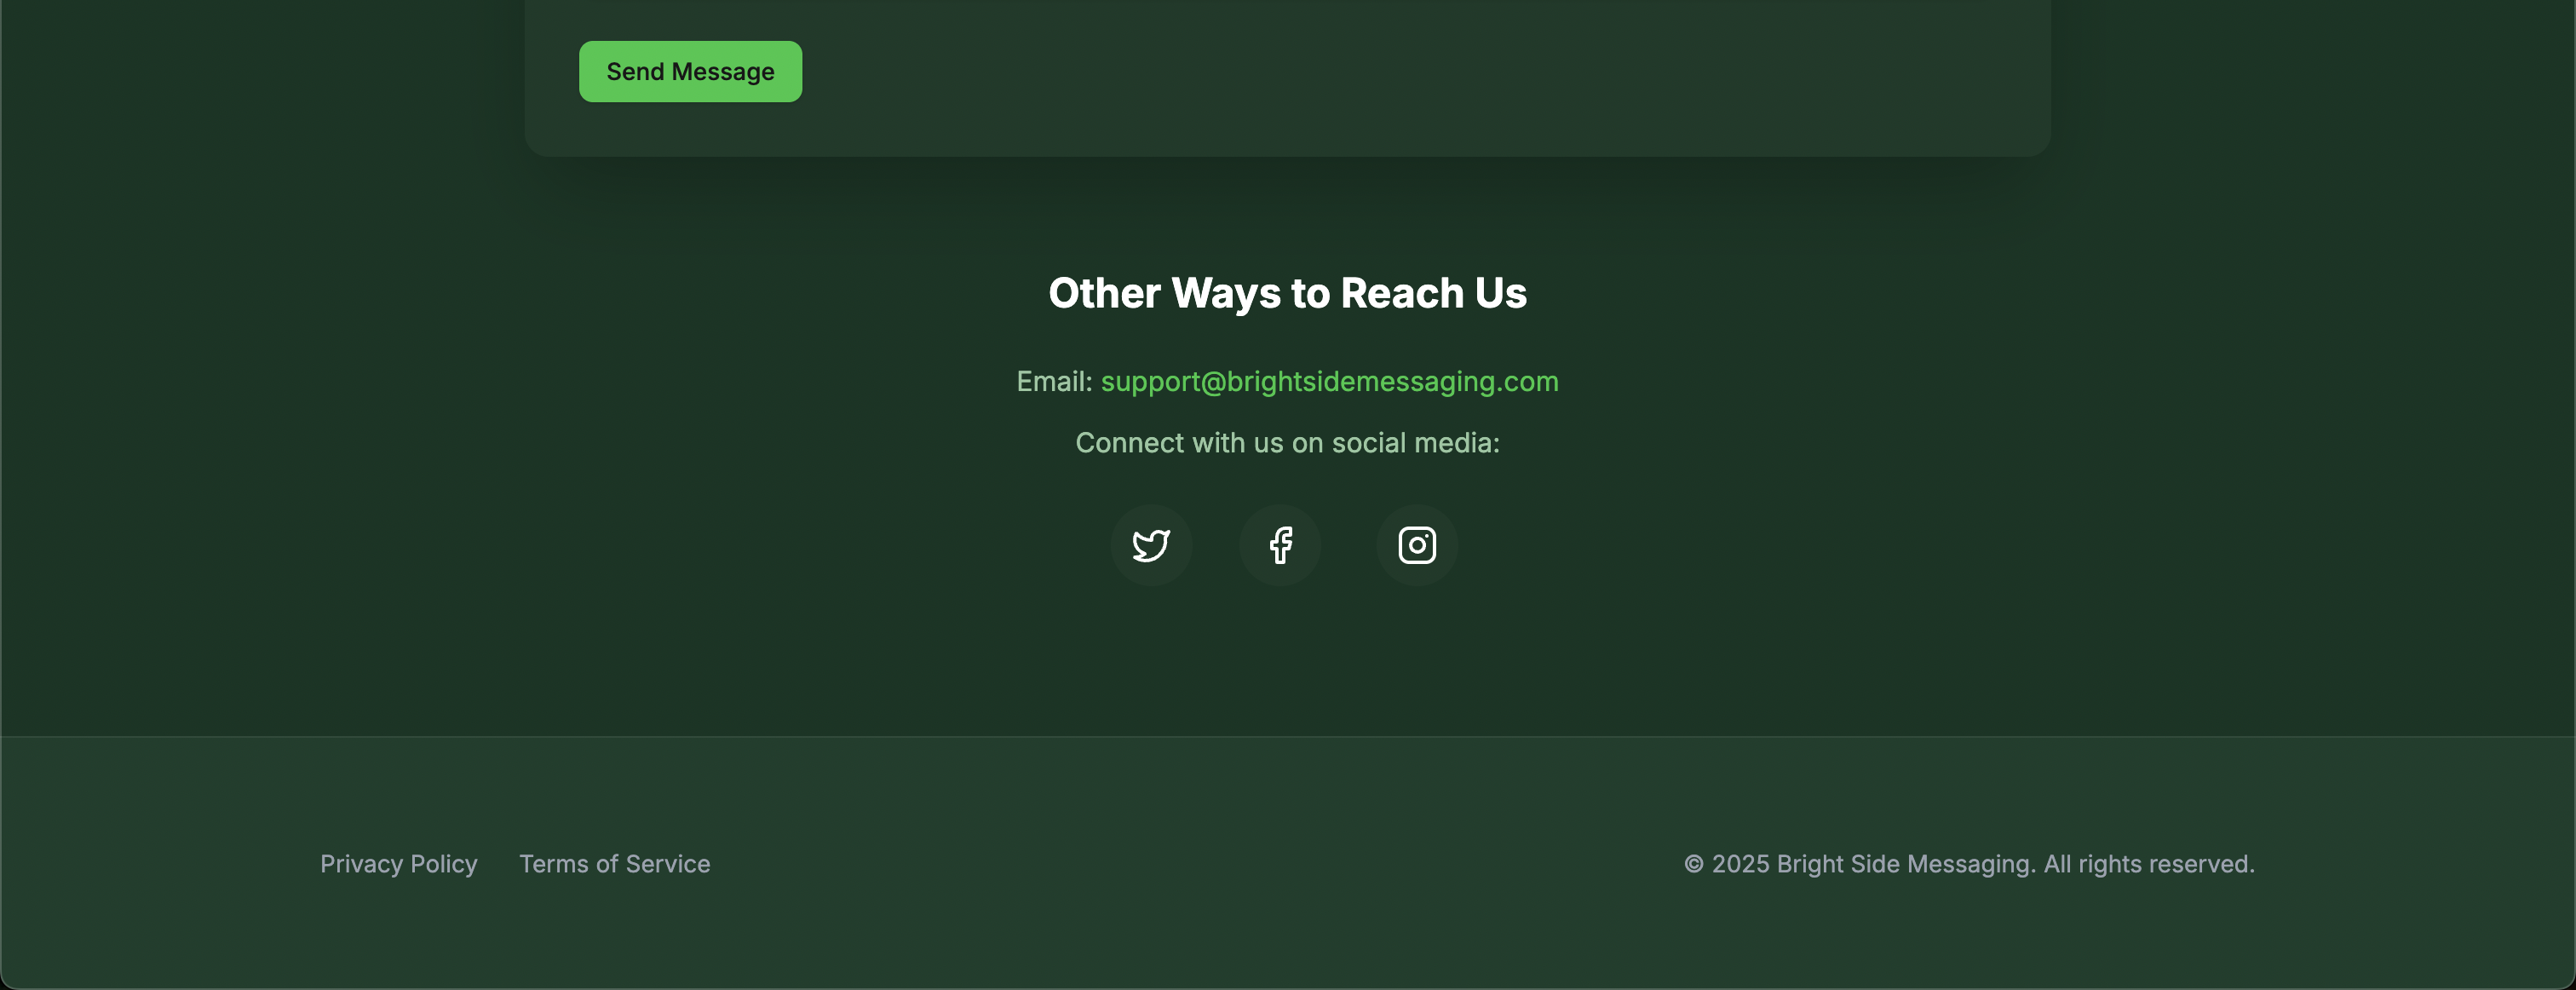 Send Message
Other Ways to Reach Us
Email: support@brightsidemessaging.com
Connect with us on social media:
Privacy Policy Terms of Service © 2025 Bright Side Messaging. All rights reserved.